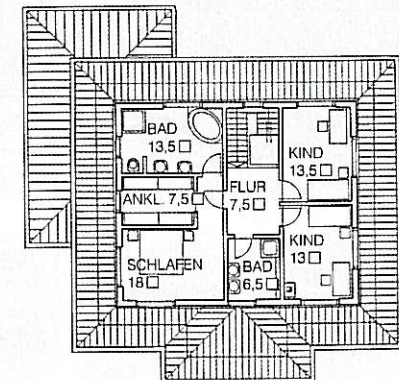 BAD
13,5□
KIND
13,5□
ANKL. 7,5□
FLUR
7,5□
SCHLAFEN
18□
BAD
6,5□
KIND
13□